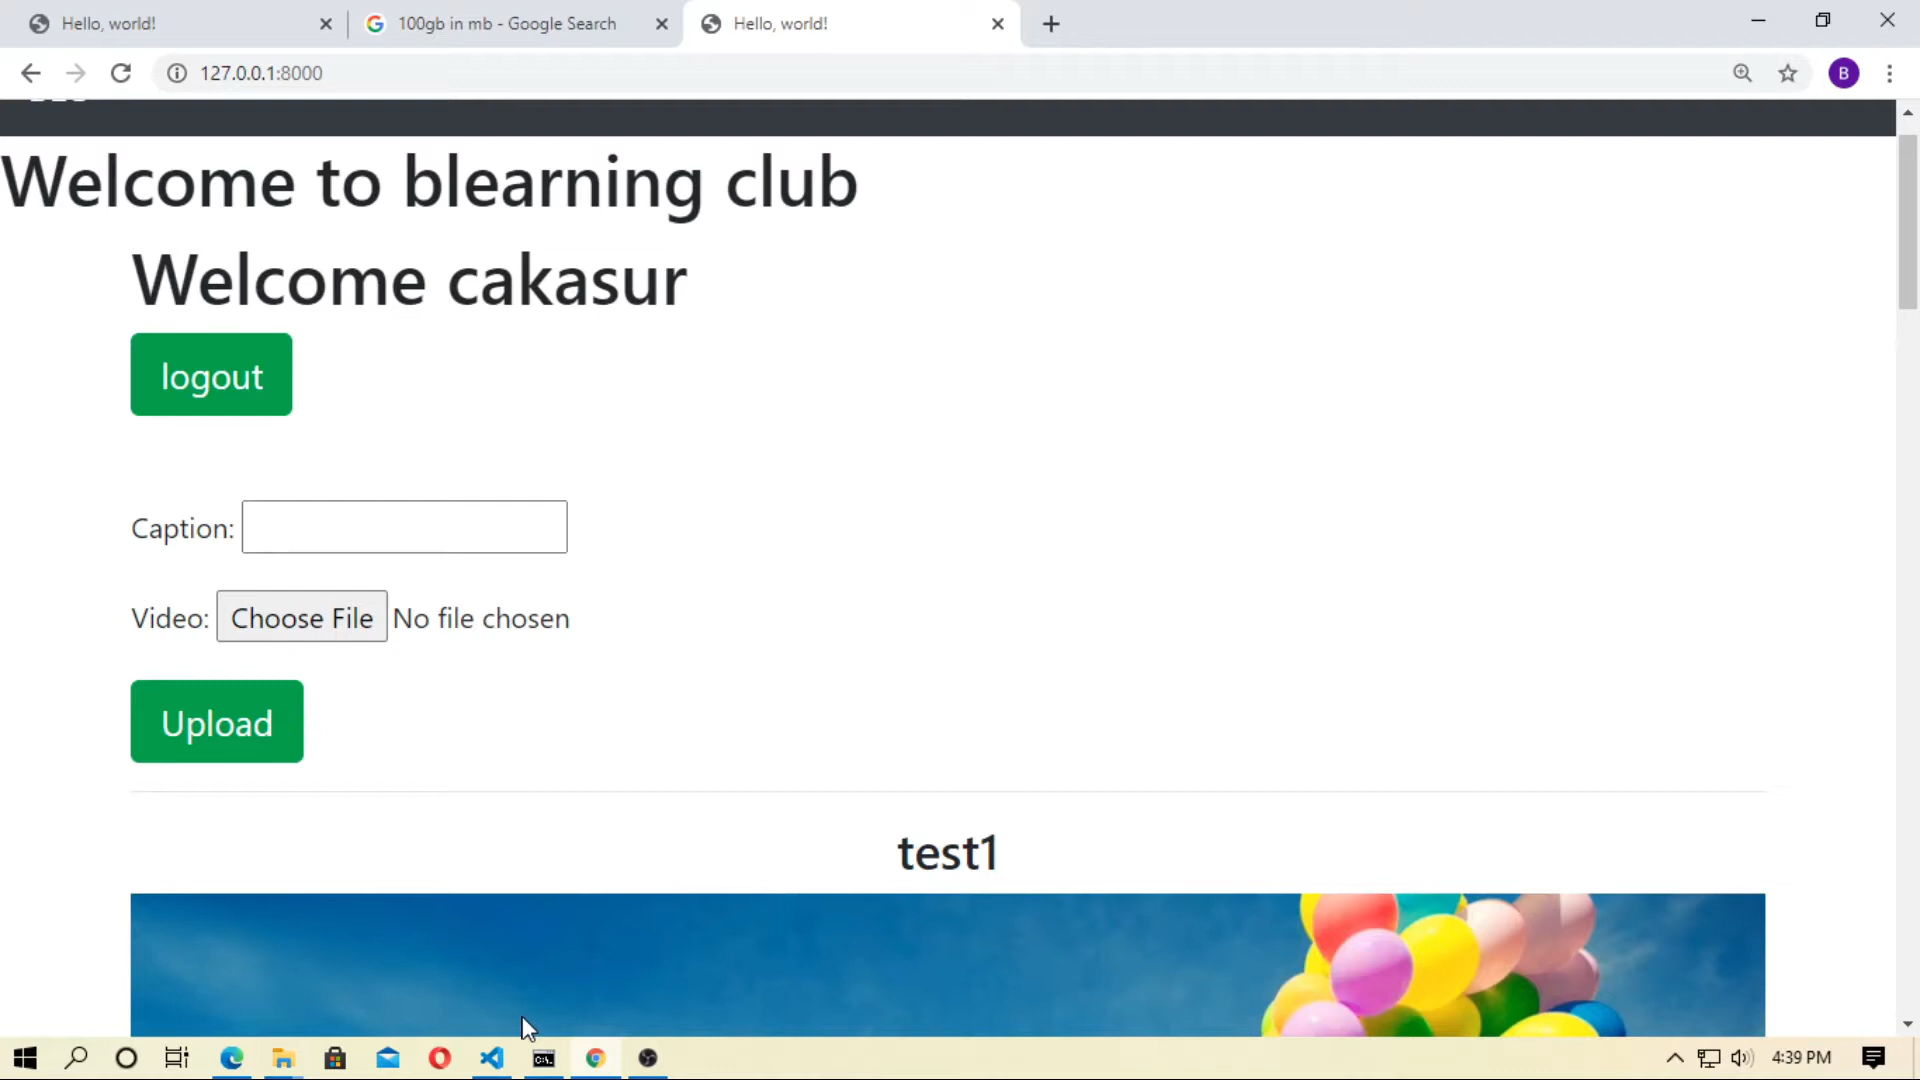 Hello, world!
100gb in mb - Google Search
Hello, world!
127.0.0.1:8000
B
Welcome to blearning club
Welcome cakasur
logout
Caption:
Video: Choose File No file chosen
Upload
test1
4:39 PM